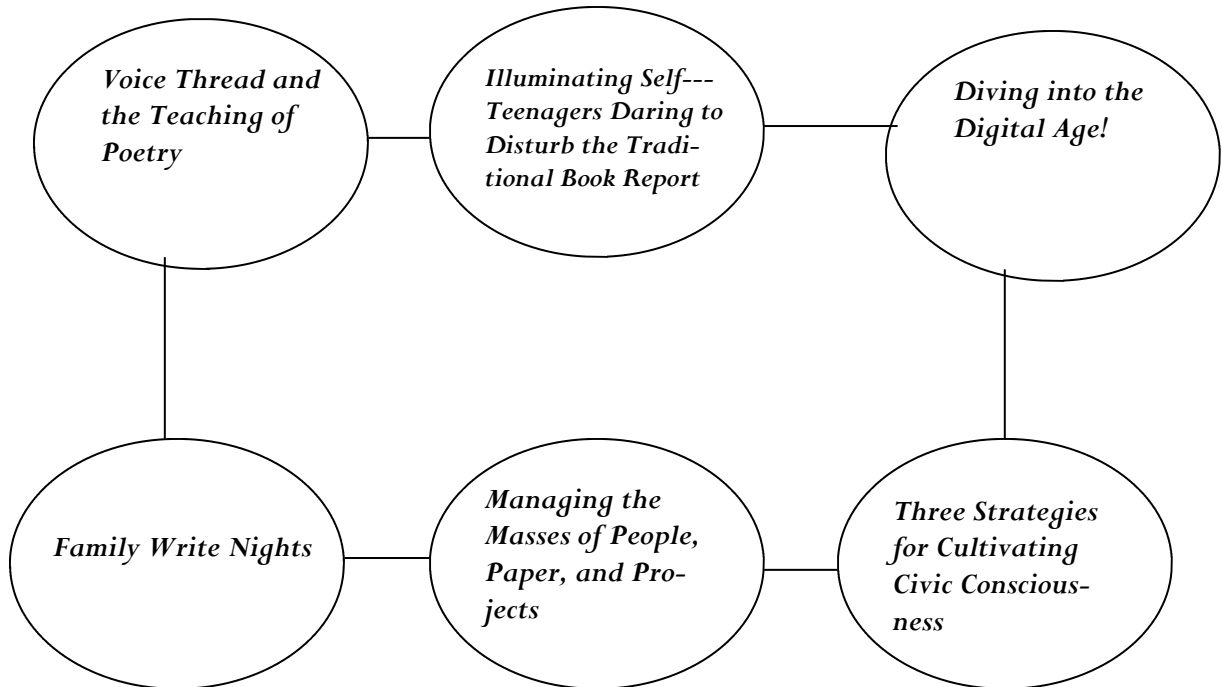 Voice Thread and
the Teaching of
Poetry
Illuminating Self---
Teenagers Daring to
Disturb the Tradi-
tional Book Report
Diving into the
Digital Age!
Family Write Nights
Managing the
Masses of People,
Paper, and Pro-
jects
Three Strategies
for Cultivating
Civic Conscious-
ness